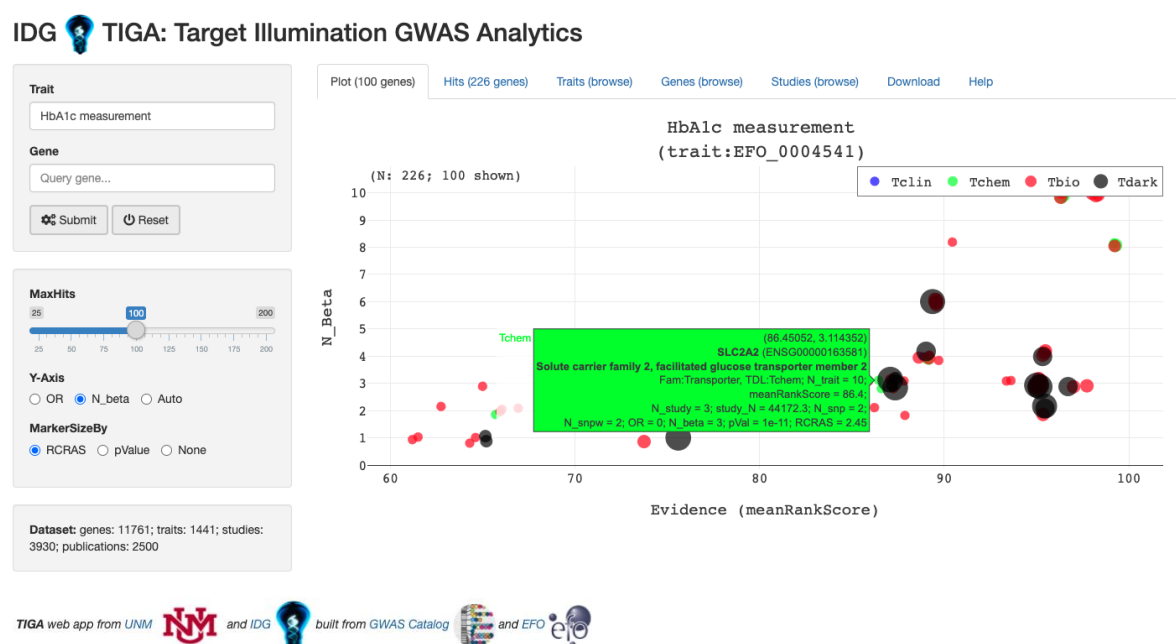 IDG TIGA: Target Illumination GWAS Analytics
Trait
HbA1c measurement
Gene
Query gene...
Submit Reset
MaxHits
25 100 200
25 50 75 100 125 150 175 200
Y-Axis
OR N_beta Auto
MarkerSizeBy
RCRAS pValue None
Dataset: genes: 11761; traits: 1441; studies:
3930; publications: 2500
Plot (100 genes) Hits (226 genes) Traits (browse) Genes (browse) Studies (browse) Download Help
HbA1c measurement
(trait:EFO_0004541)
(N: 226; 100 shown)
Tclin Tchem Tbio Tdark
10
9
8
7
6
5
4
3
2
1
0
N_Beta
Tchem
(86.45052, 3.114352)
SLC2A2 (ENSG00000163581)
Solute carrier family 2, facilitated glucose transporter member 2
Fam:Transporter, TDL:Tchem; N_trait = 10;
meanRankScore = 86.4;
N_study = 3; study_N = 44172.3; N_snp = 2;
N_snpw = 2; OR = 0; N_beta = 3; pVal = 1e-11; RCRAS = 2.45
60 70 80 90 100
Evidence (meanRankScore)
TIGA web app from UNM NM and IDG built from GWAS Catalog and EFO efo